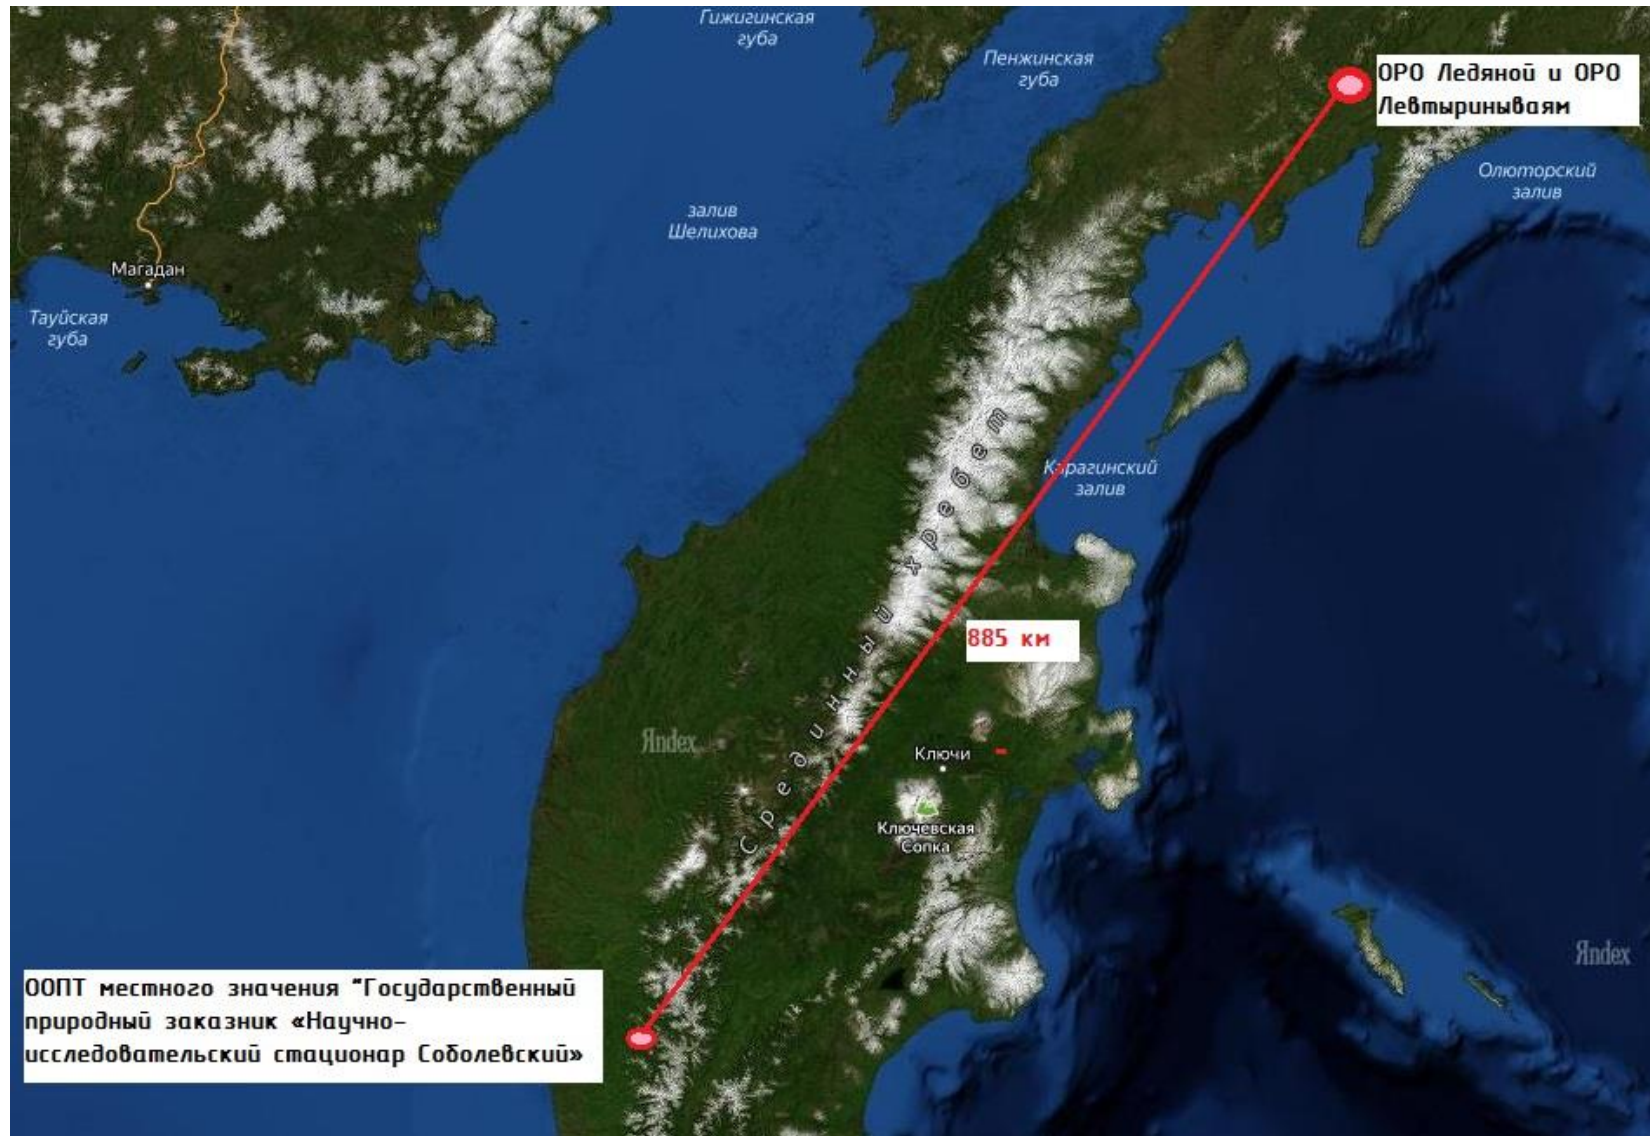 Гижигинская
губа
Пенжинская
губа
ОРО Ледяной и ОРО
Левтыринываям
Олюторский
залив
залив
Шелихова
Магадан
Тауйская
губа
Карагинский
залив
Срединный хребет
885 км
Яndex
Ключи
Ключевская
Сопка
Яndex
ООПТ местного значения "Государственный
природный заказник «Научно-
исследовательский стационар Соболевский»